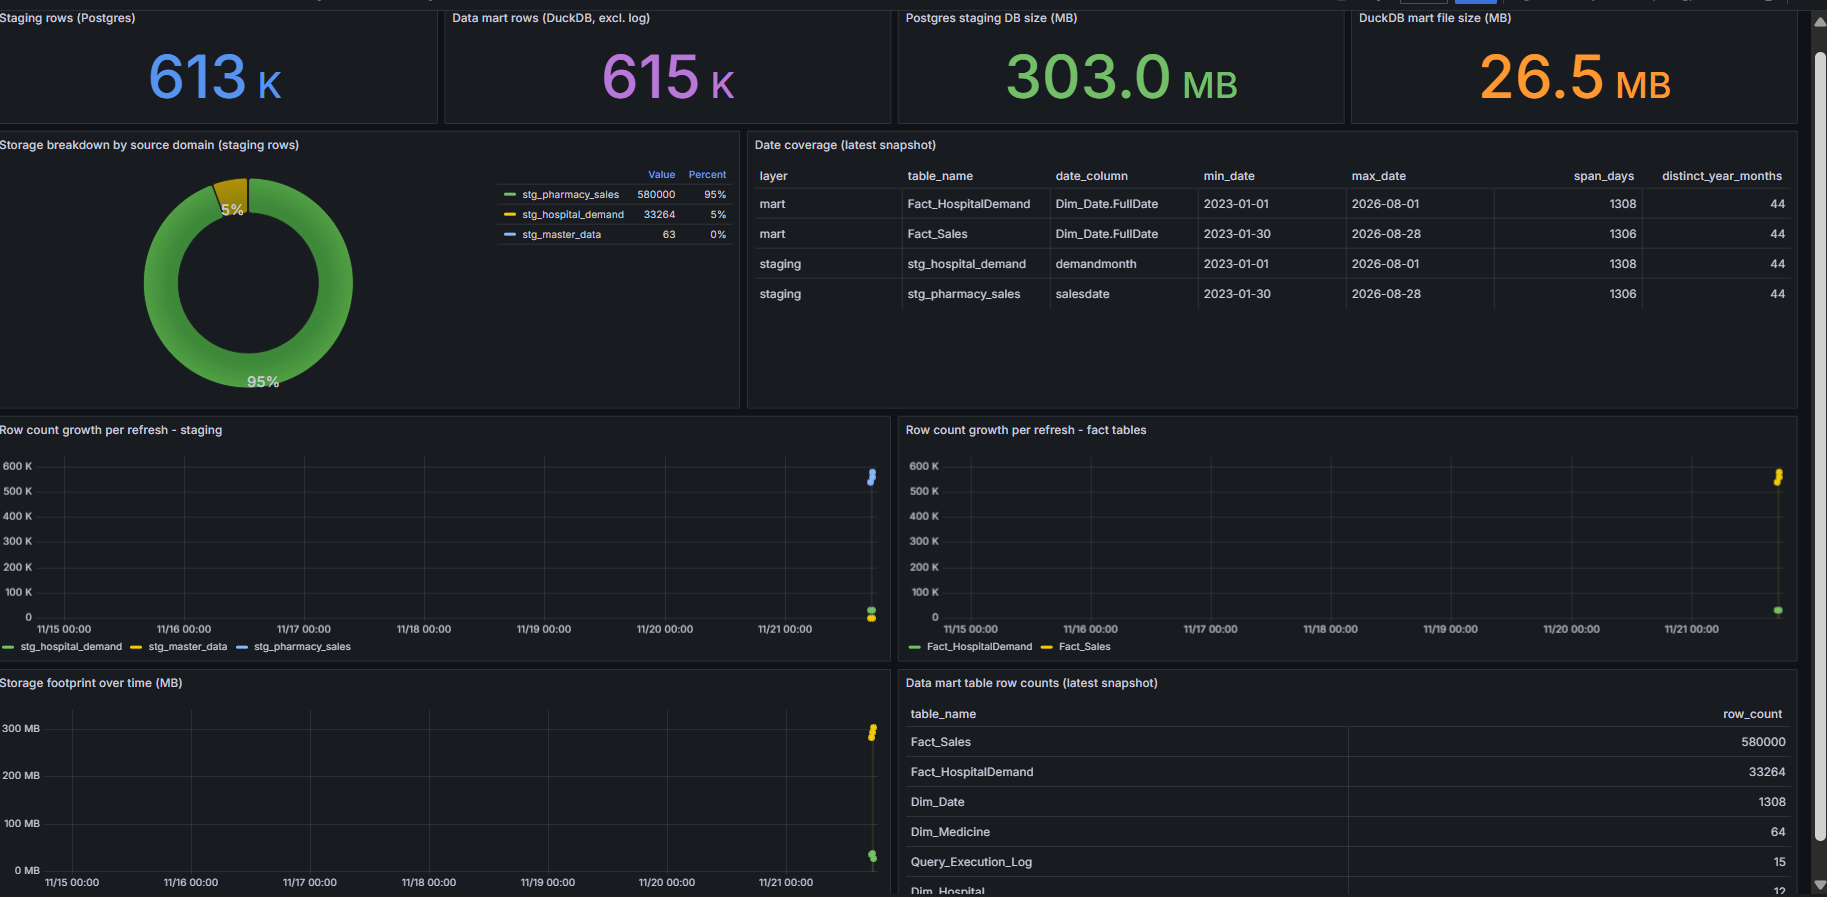 Staging rows (Postgres)
Data mart rows (DuckDB, excl. log)
Postgres staging DB size (MB)
DuckDB mart file size (MB)
613 K
615 K
303.0 MB
26.5 MB
Storage breakdown by source domain (staging rows)
Value Percent
stg_pharmacy_sales 580000 95%
stg_hospital_demand 33264 5%
stg_master_data 63 0%
5%
95%
Date coverage (latest snapshot)
layer table_name date_column min_date max_date span_days distinct_year_months
mart Fact_HospitalDemand Dim_Date.FullDate 2023-01-01 2026-08-01 1308 44
mart Fact_Sales Dim_Date.FullDate 2023-01-30 2026-08-28 1306 44
staging stg_hospital_demand demandmonth 2023-01-01 2026-08-01 1308 44
staging stg_pharmacy_sales salesdate 2023-01-30 2026-08-28 1306 44
Row count growth per refresh - staging
600 K
500 K
400 K
300 K
200 K
100 K
0
11/15 00:00 11/16 00:00 11/17 00:00 11/18 00:00 11/19 00:00 11/20 00:00 11/21 00:00
stg_hospital_demand stg_master_data stg_pharmacy_sales
Row count growth per refresh - fact tables
600 K
500 K
400 K
300 K
200 K
100 K
0
11/15 00:00 11/16 00:00 11/17 00:00 11/18 00:00 11/19 00:00 11/20 00:00 11/21 00:00
Fact_HospitalDemand Fact_Sales
Storage footprint over time (MB)
300 MB
200 MB
100 MB
0 MB
11/15 00:00 11/16 00:00 11/17 00:00 11/18 00:00 11/19 00:00 11/20 00:00 11/21 00:00
Data mart table row counts (latest snapshot)
table_name row_count
Fact_Sales 580000
Fact_HospitalDemand 33264
Dim_Date 1308
Dim_Medicine 64
Query_Execution_Log 15
Dim_Hospital 12